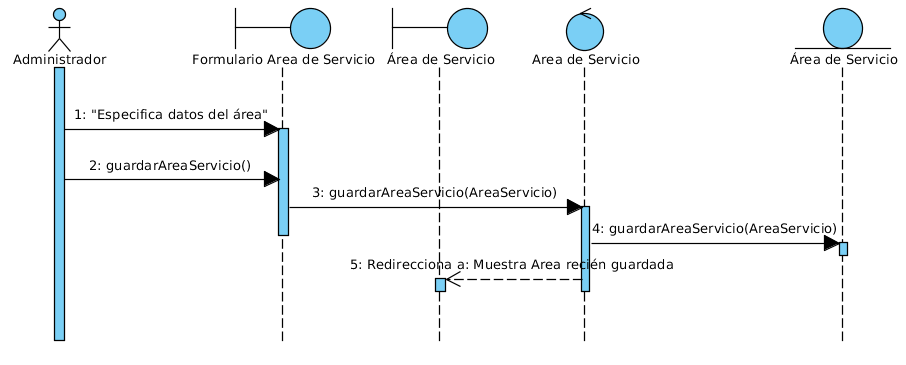 Administrador
Formulario Area de Servicio
Área de Servicio
Area de Servicio
Área de Servicio
1: "Especifica datos del área"
2: guardarAreaServicio()
3: guardarAreaServicio(AreaServicio)
4: guardarAreaServicio(AreaServicio)
5: Redirecciona a: Muestra Area recién guardada